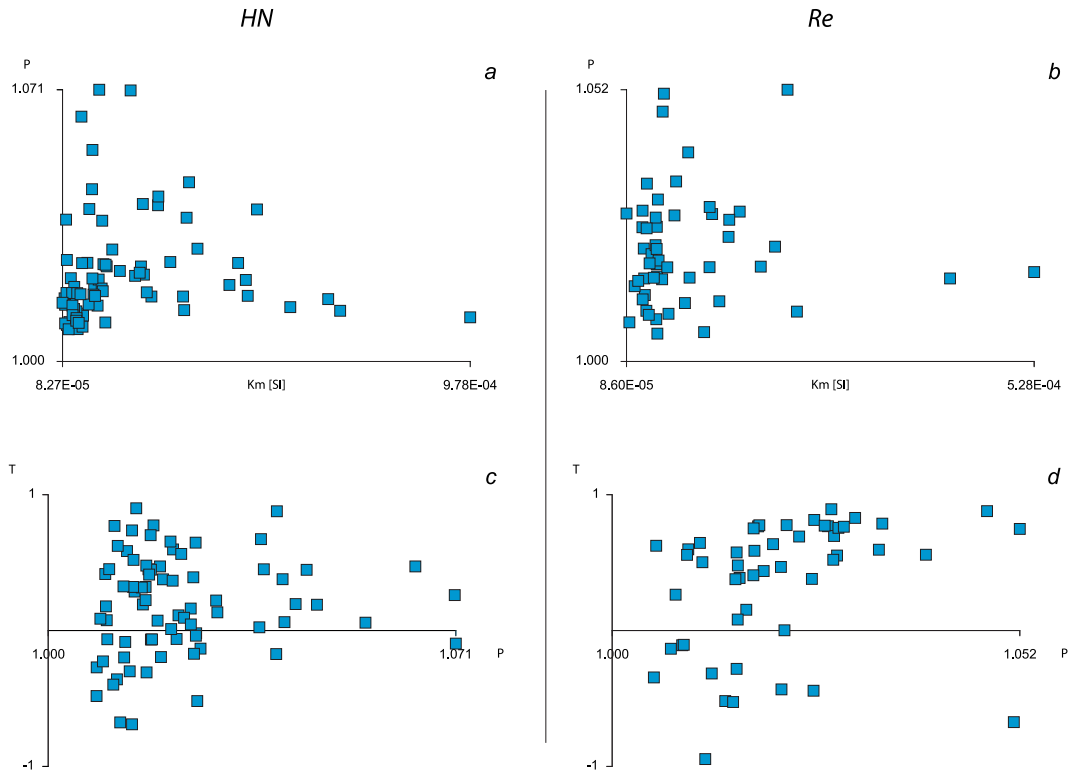 HN Re
P a P b
1.071 1.052
1.000 1.000
8.27E-05 Km [SI] 9.78E-04 8.60E-05 Km [SI] 5.28E-04
T c T d
1 1
1.000 1.071 P 1.000 1.052 P
-1 -1